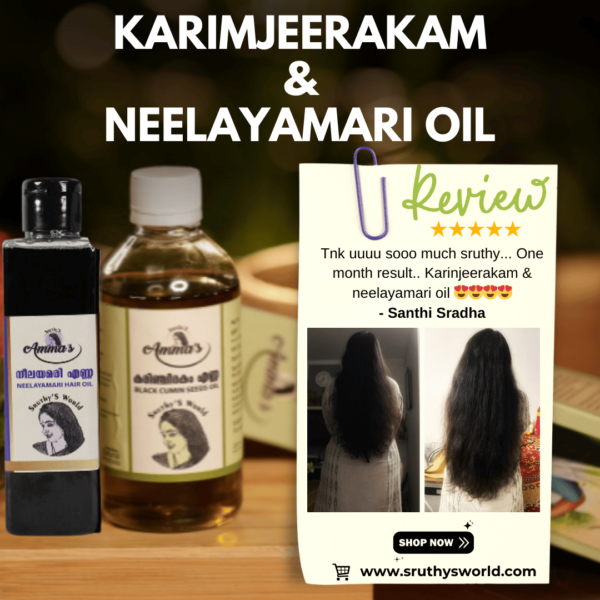 KARIMJEERAKAM
&
NEELAYAMARI OIL
Review
Tnk uuuu sooo much sruthy... One
month result.. Karinjeerakam &
neelayamari oil 😍😍😍😍
- Santhi Sradha
Amma's
നീലയമരി എണ്ണ
NEELAYAMARI HAIR OIL
Sruthy'S World
Amma's
കരിഞ്ചീരകം എണ്ണ
BLACK CUMIN SEEDS OIL
Sruthy'S World
SHOP NOW
www.sruthysworld.com